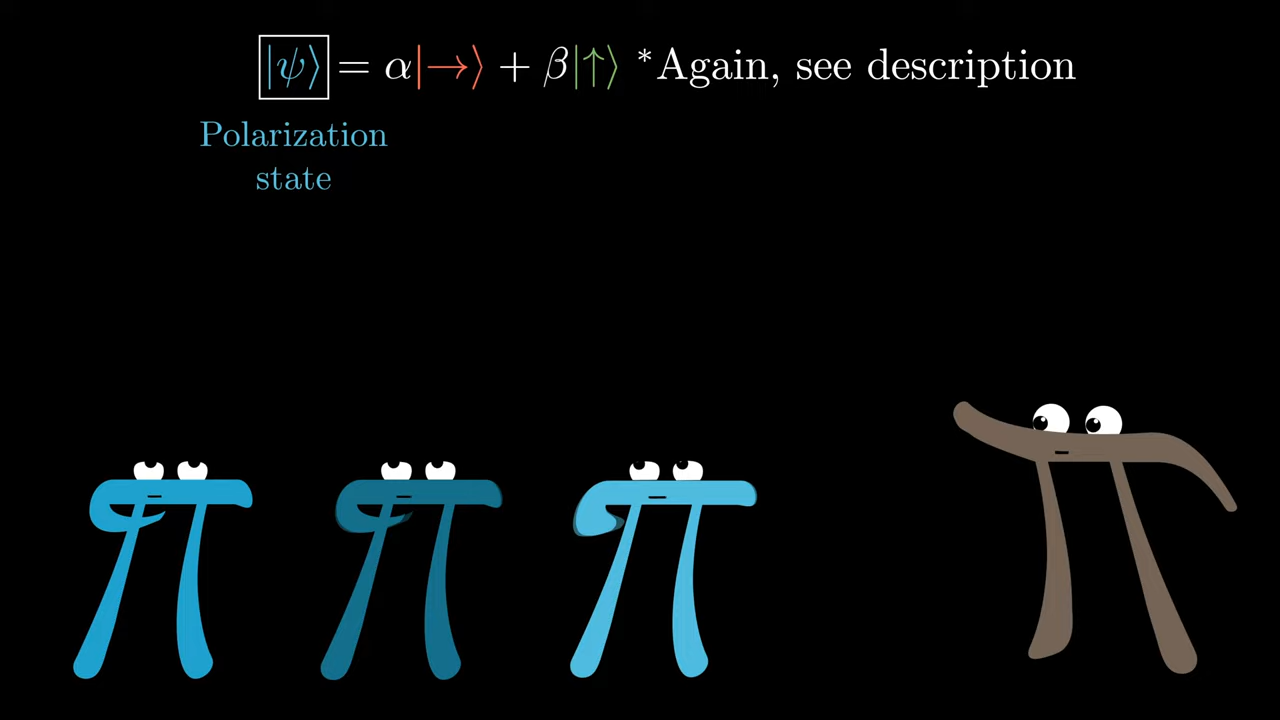 |ψ⟩ = α|→⟩ + β|↑⟩ *Again, see description
Polarization
state